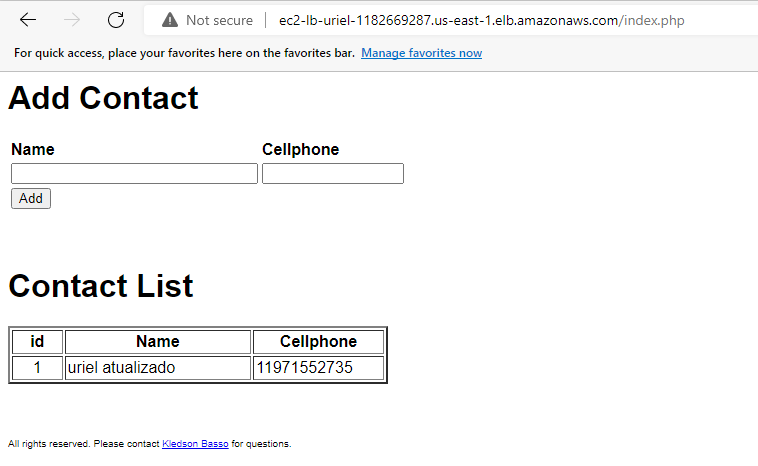 Not secure ec2-lb-uriel-1182669287.us-east-1.elb.amazonaws.com/index.php
For quick access, place your favorites here on the favorites bar. Manage favorites now
Add Contact
Name Cellphone
Add
Contact List
id Name Cellphone
1 uriel atualizado 11971552735
All rights reserved. Please contact Kledson Basso for questions.